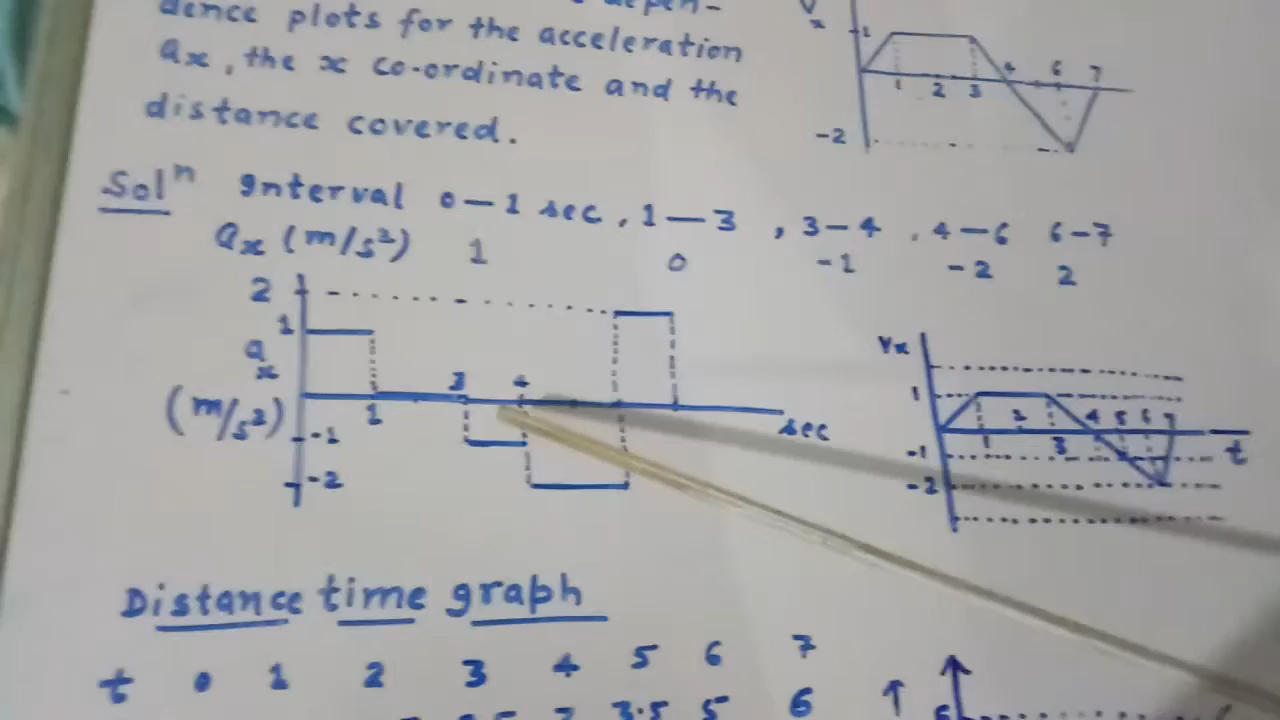 dence plots for the acceleration
ax, the x co-ordinate and the
distance covered.
x
1
1 2 3 4 6 7
-2
Solⁿ Interval 0—1 sec, 1—3, 3-4, 4-6 6-7
ax (m/s²) 1 0 -1 -2 2
2
1
ax
(m/s²)
-1
-2
1 3 4
sec
Vx
1
-1
-2
1 2 3 4 5 6 7
t
Distance time graph
t 0 1 2 3 4 5 6 7
3.5 5 6
6